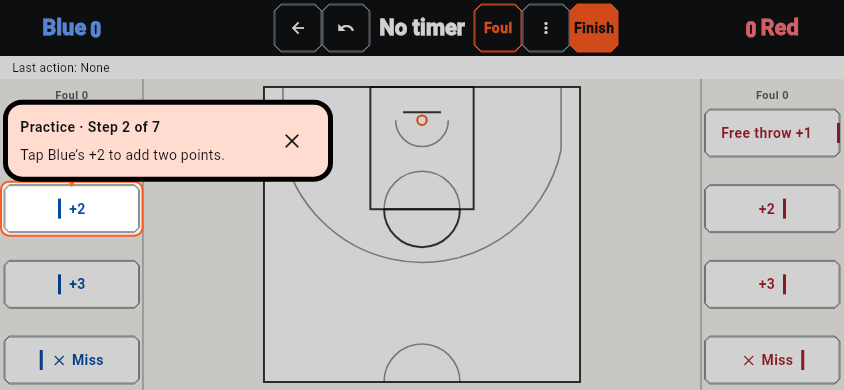 Blue 0
No timer
Foul
Finish
0 Red
Last action: None
Foul 0
Foul 0
Practice · Step 2 of 7
Tap Blue’s +2 to add two points.
Free throw +1
+2
+2
+3
+3
Miss
Miss